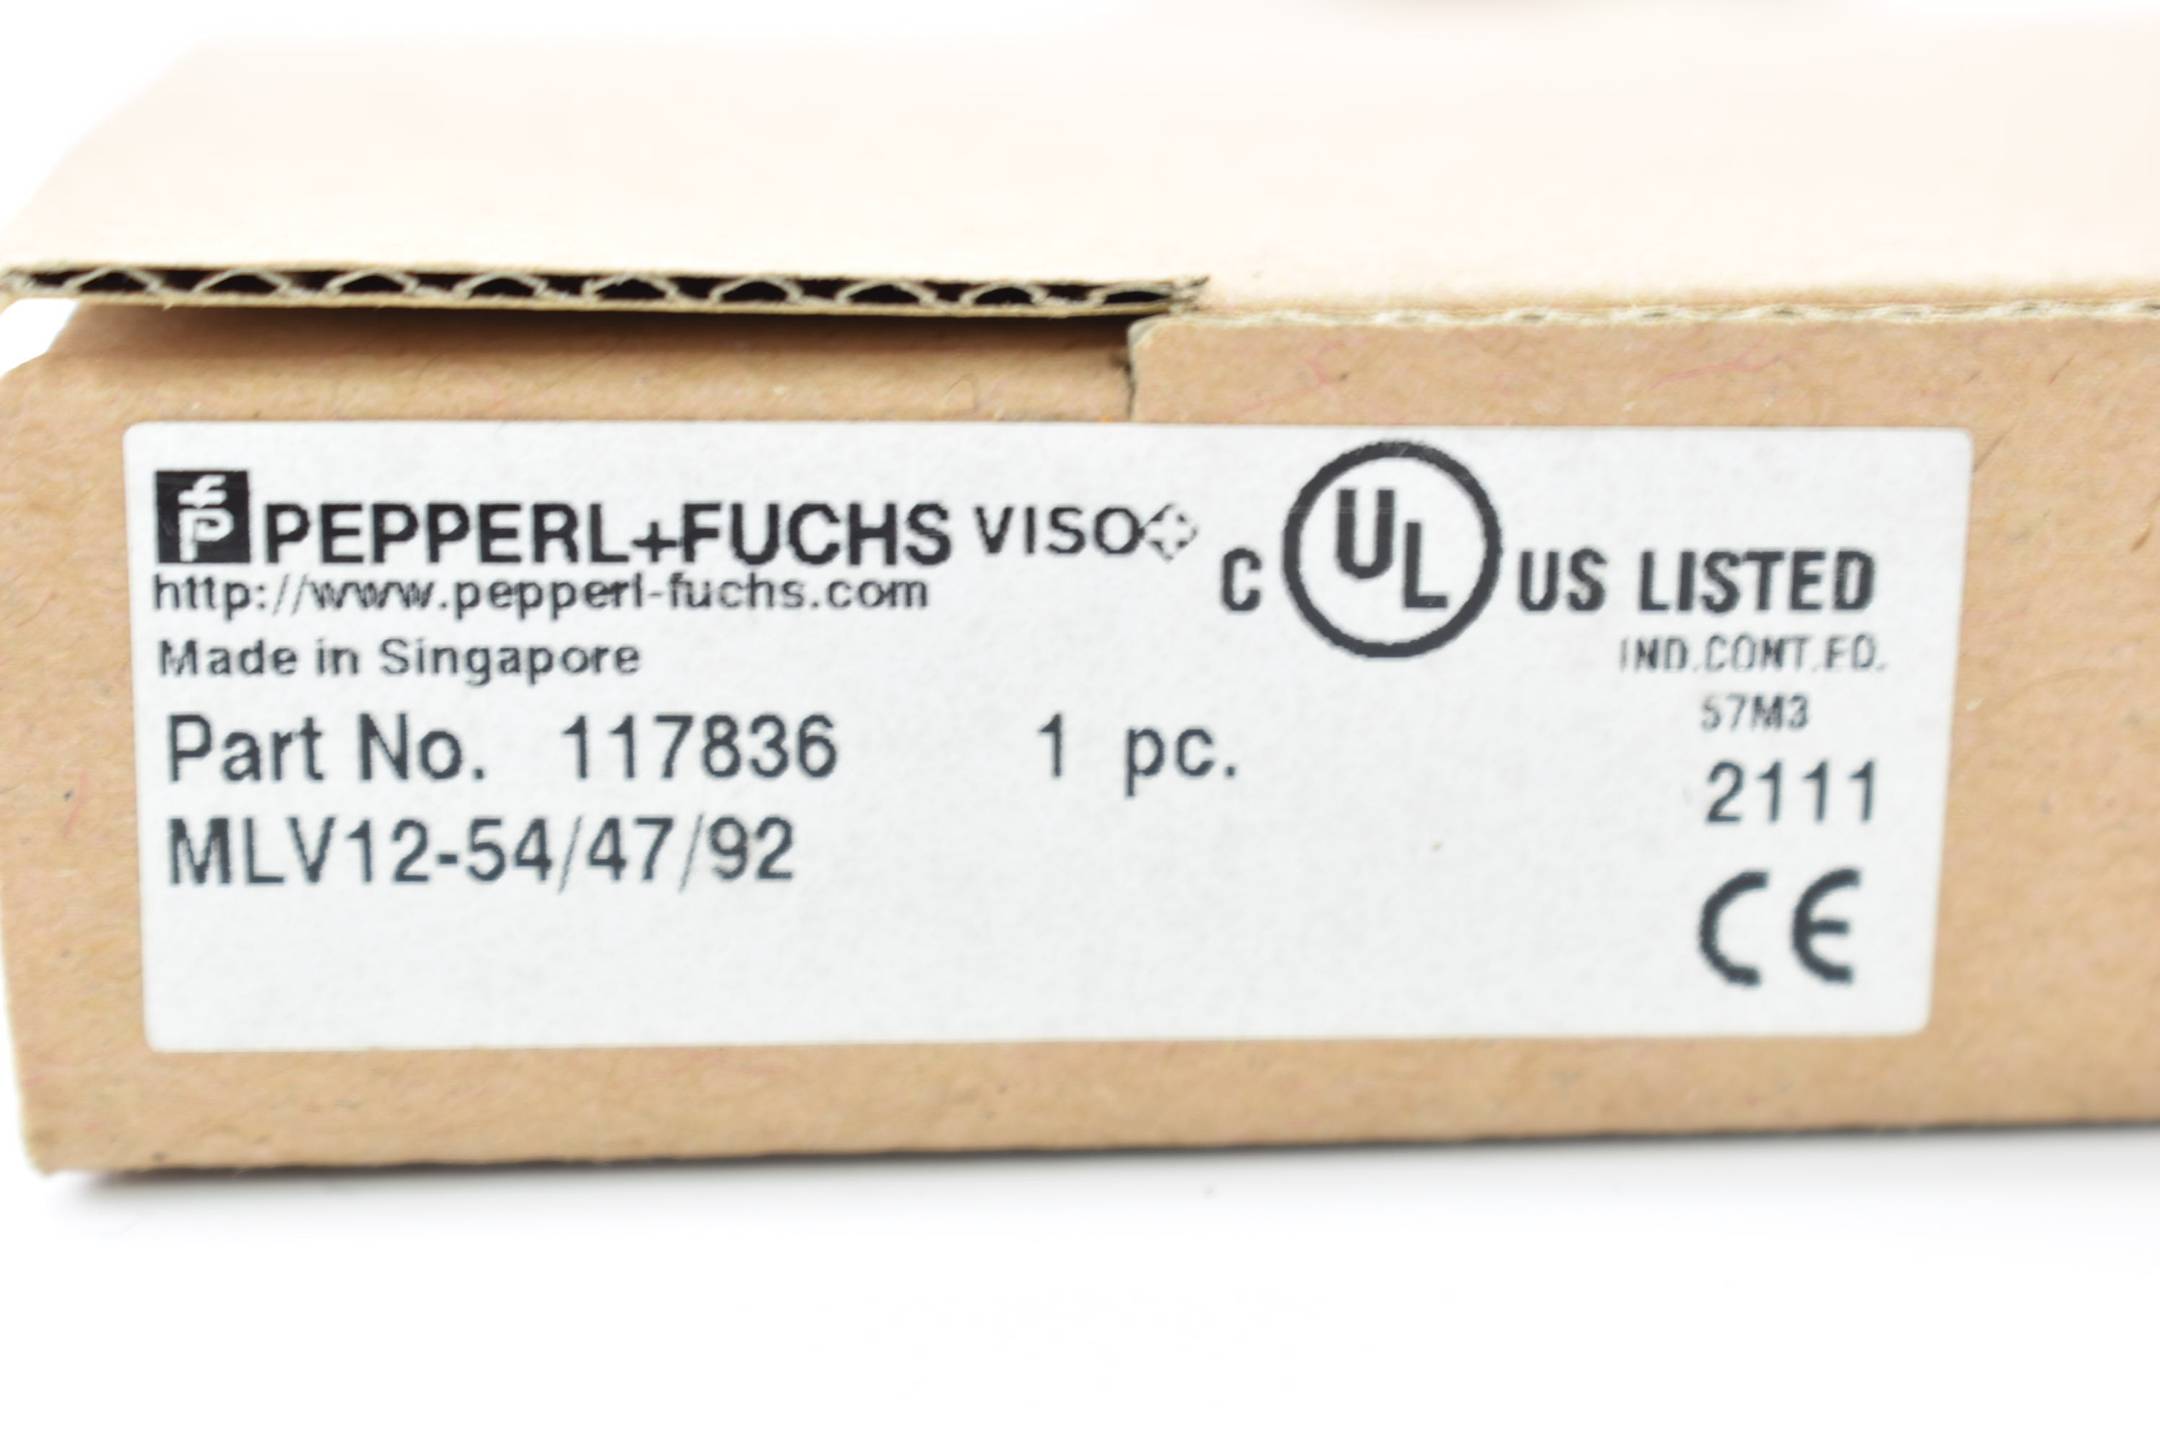 PEPPERL+FUCHS VISO
http://www.pepperl-fuchs.com
Made in Singapore
C UL US LISTED
IND.CONT.EQ.
57M3
Part No. 117836 1 pc.
2111
MLV12-54/47/92
CE